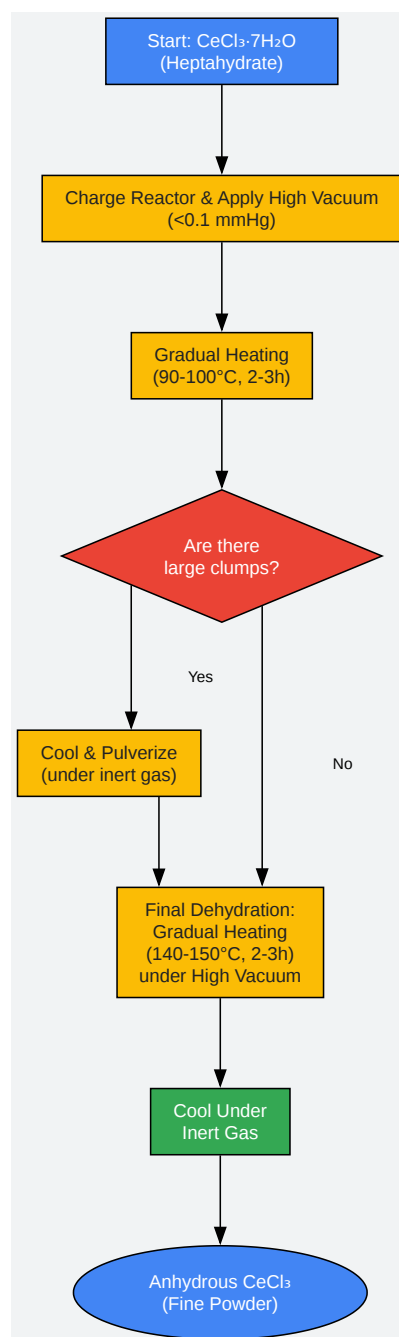 Start: CeCl₃·7H₂O
(Heptahydrate)
Charge Reactor & Apply High Vacuum
(<0.1 mmHg)
Gradual Heating
(90-100°C, 2-3h)
Are there
large clumps?
Yes
Cool & Pulverize
(under inert gas)
No
Final Dehydration:
Gradual Heating
(140-150°C, 2-3h)
under High Vacuum
Cool Under
Inert Gas
Anhydrous CeCl₃
(Fine Powder)